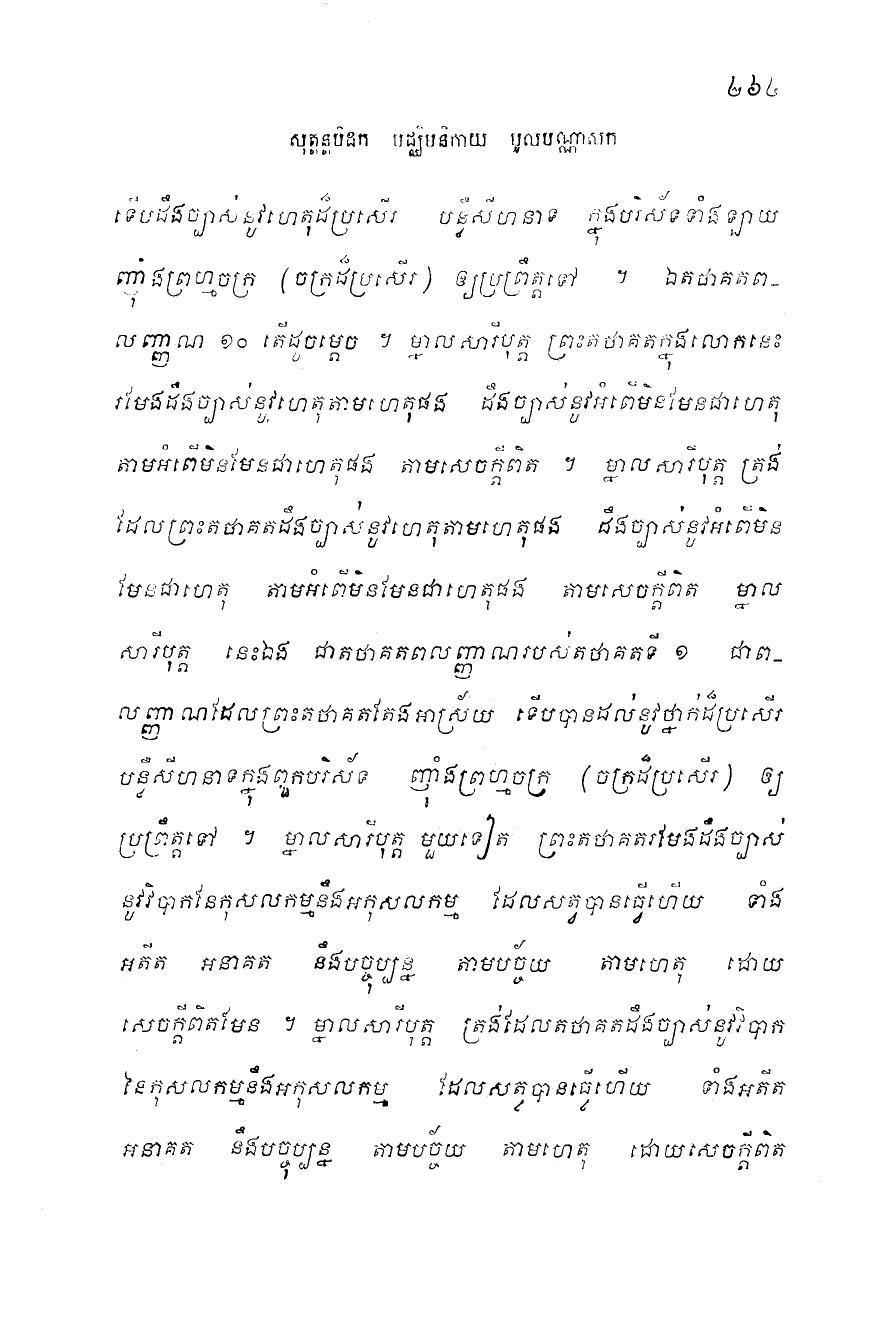 ២៦៤
សុត្តន្តបិដក មជ្ឈិមនិកាយ មូលបណ្ណាសក
ទើបដឹងច្បាស់នូវហេតុដ៏ប្រសើរ បន្លឺសីហនាទ ក្នុងបរិស័ទទាំងឡាយ
ញុំាងព្រហ្មចក្រ (ចក្រដ៏ប្រសើរ) ឲ្យប្រព្រឹត្តទៅ ។ ឯតថាគតព-
លញ្ញាណ ១០ តើដូចម្តេច ។ ម្នាលសារីបុត្ត ព្រះតថាគតក្នុងលោកនេះ
រមែងដឹងច្បាស់នូវហេតុតាមហេតុផង ដឹងច្បាស់នូវអំពើមិនមែនជាហេតុ
តាមអំពើមិនមែនជាហេតុផង តាមសេចក្តីពិត ។ ម្នាលសារីបុត្ត ត្រង់
ដែលព្រះតថាគតដឹងច្បាស់នូវហេតុតាមហេតុផង ដឹងច្បាស់នូវអំពើមិន
មែនជាហេតុ តាមអំពើមិនមែនជាហេតុផង តាមសេចក្តីពិត ម្នាល
សារីបុត្ត នេះឯង ជាតថាគតពលញ្ញាណរបស់តថាគតទី ១ ជាព-
លញ្ញាណដែលព្រះតថាគតតែងអាស្រ័យ ទើបបានដល់នូវថ្នាក់ដ៏ប្រសើរ
បន្លឺសីហនាទក្នុងពួកបរិស័ទ ញុំាងព្រហ្មចក្រ (ចក្រដ៏ប្រសើរ) ឲ្យ
ប្រព្រឹត្តទៅ ។ ម្នាលសារីបុត្ត មួយទៀត ព្រះតថាគតរមែងដឹងច្បាស់
នូវវិបាកនៃកុសលកម្មនឹងអកុសលកម្ម ដែលសត្វបានធ្វើហើយ ទាំង
អតីត អនាគត នឹងបច្ចុប្បន្ន តាមបច្ច័យ តាមហេតុ ដោយ
សេចក្តីពិតមែន ។ ម្នាលសារីបុត្ត ត្រង់ដែលតថាគតដឹងច្បាស់នូវវិបាក
នៃកុសលកម្មនឹងអកុសលកម្ម ដែលសត្វបានធ្វើហើយ ទាំងអតីត
អនាគត នឹងបច្ចុប្បន្ន តាមបច្ច័យ តាមហេតុ ដោយសេចក្តីពិត